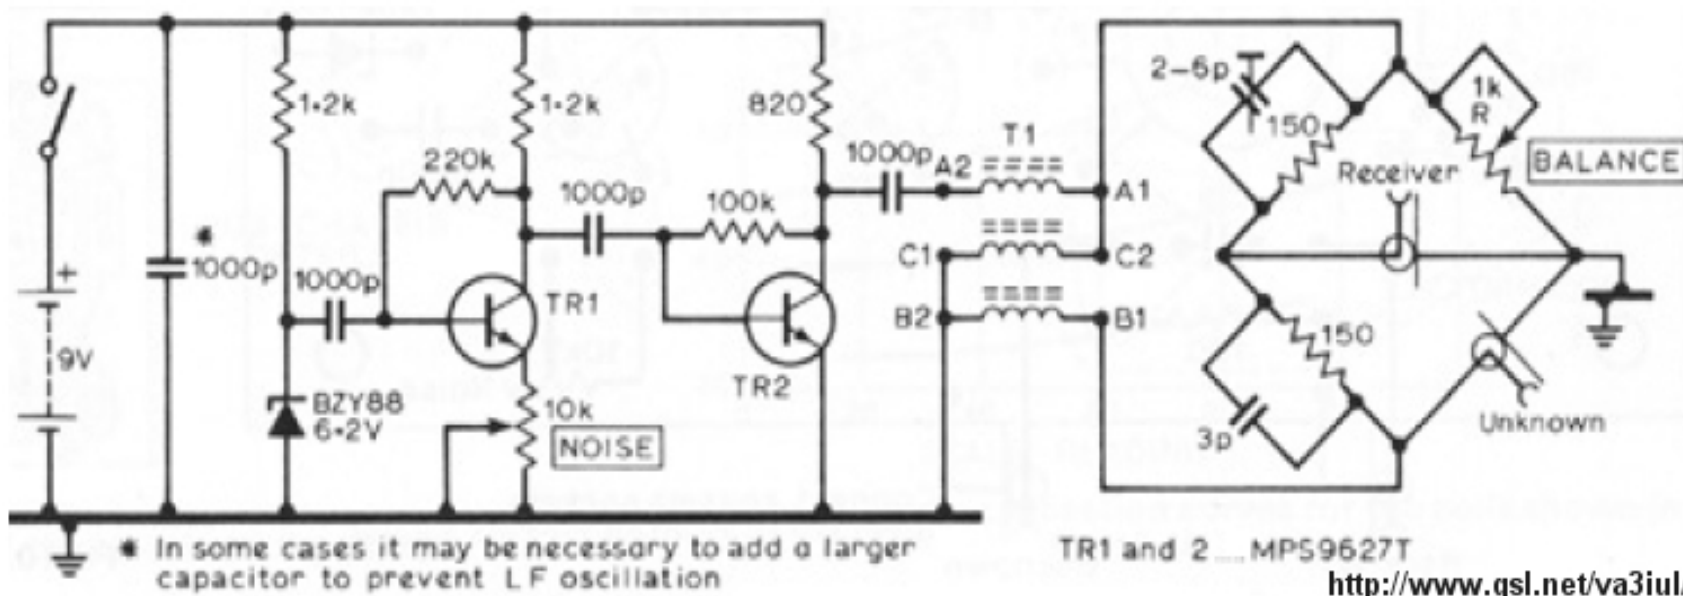 2-6p
1k
R
1·2k
1·2k
820
T1
150
220k
1000p
A2
BALANCE
Receiver
1000p
A1
100k
*
1000p
1000p
C1
C2
+
TR1
B2
B1
150
9V
TR2
BZY88
6·2V
10k
NOISE
3p
Unknown
* In some cases it may be necessary to add a larger
capacitor to prevent LF oscillation
TR1 and 2.... MPS9627T
http://www.qsl.net/va3iul/